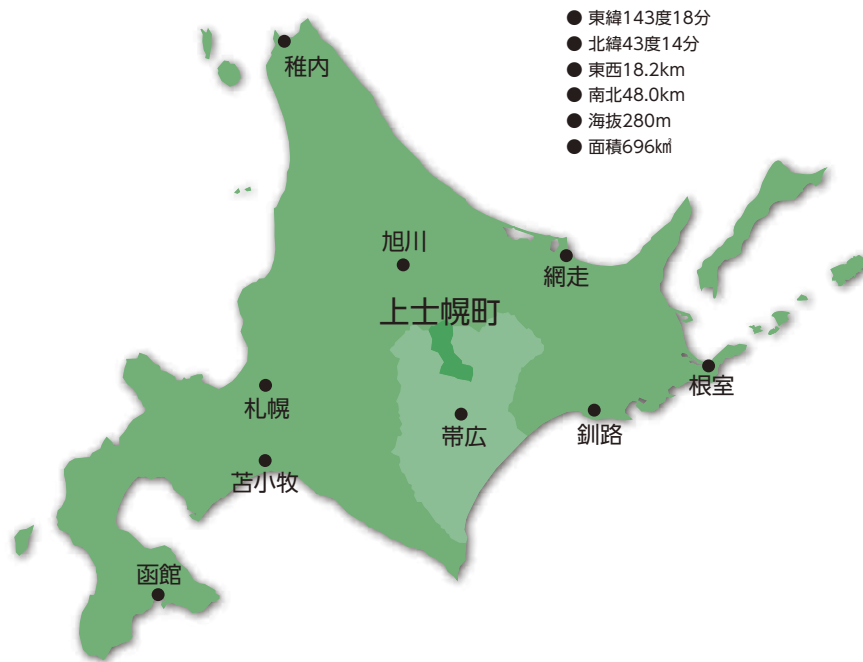 ● 東緯143度18分
● 北緯43度14分
● 東西18.2km
● 南北48.0km
● 海抜280m
● 面積696㎢
稚内
旭川
網走
上士幌町
根室
札幌
帯広
釧路
苫小牧
函館